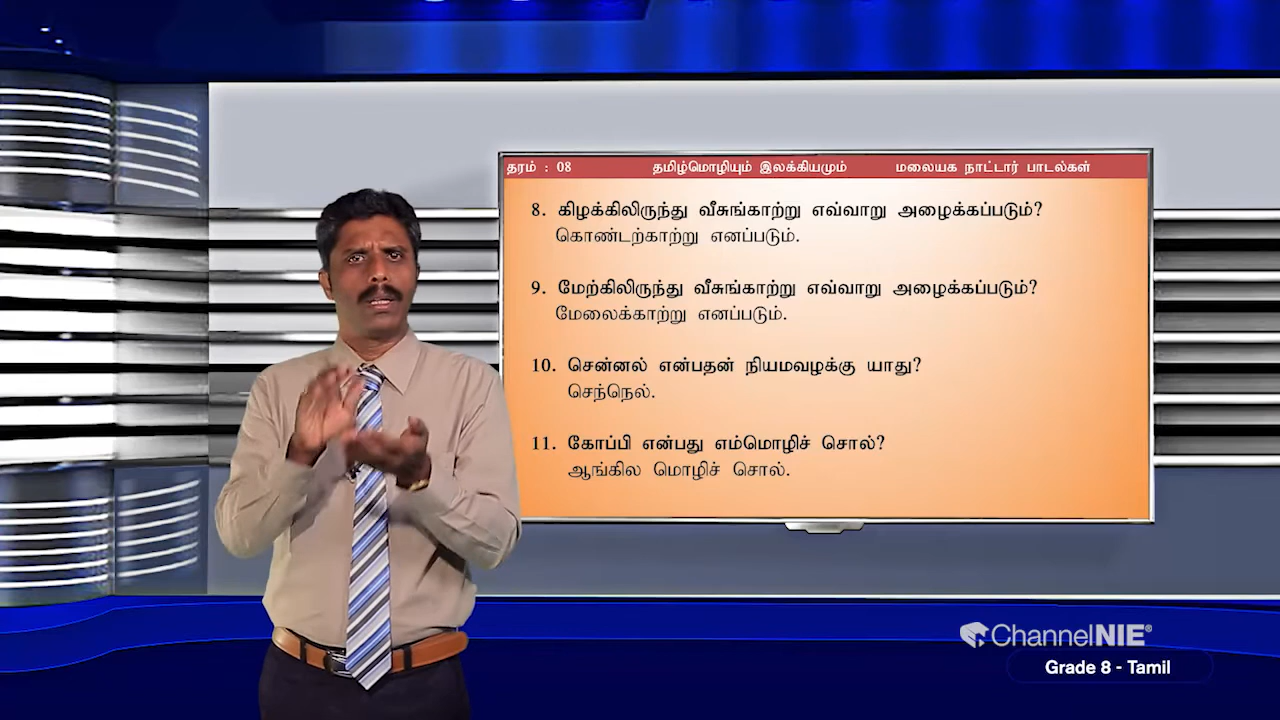 தரம் : 08 தமிழ்மொழியும் இலக்கியமும் மலையக நாட்டார் பாடல்கள்
8. கிழக்கிலிருந்து வீசுங்காற்று எவ்வாறு அழைக்கப்படும்?
கொண்டற்காற்று எனப்படும்.
9. மேற்கிலிருந்து வீசுங்காற்று எவ்வாறு அழைக்கப்படும்?
மேலைக்காற்று எனப்படும்.
10. சென்னல் என்பதன் நியமவழக்கு யாது?
செந்நெல்.
11. கோப்பி என்பது எம்மொழிச் சொல்?
ஆங்கில மொழிச் சொல்.
ChannelNIE®
Grade 8 - Tamil